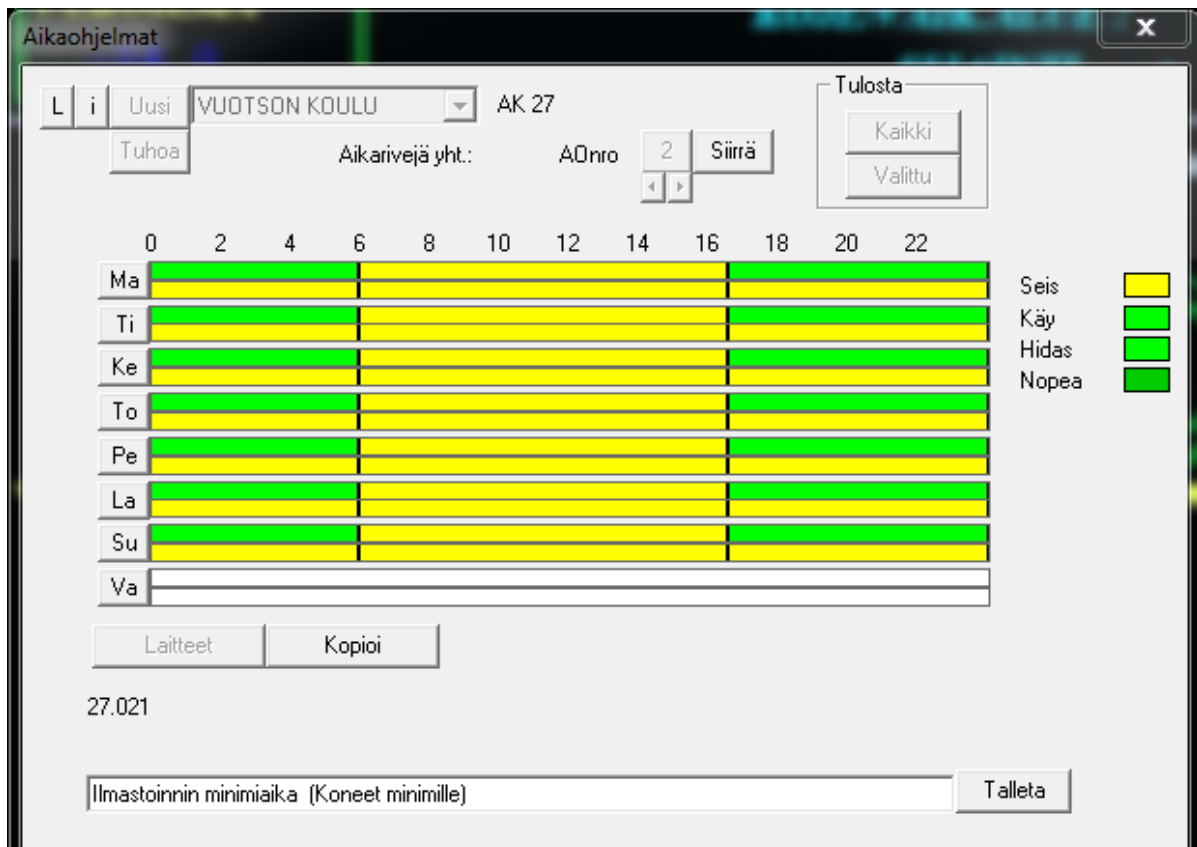 Aikaohjelmat
x
L i Uusi VUOTSON KOULU AK 27
Tuhoa Aikarivejä yht.: AOnro 2 Siirrä
Tulosta
Kaikki
Valittu
0 2 4 6 8 10 12 14 16 18 20 22
Ma
Ti
Ke
To
Pe
La
Su
Va
Seis
Käy
Hidas
Nopea
Laitteet Kopioi
27.021
Ilmastoinnin minimiaika (Koneet minimille) Talleta